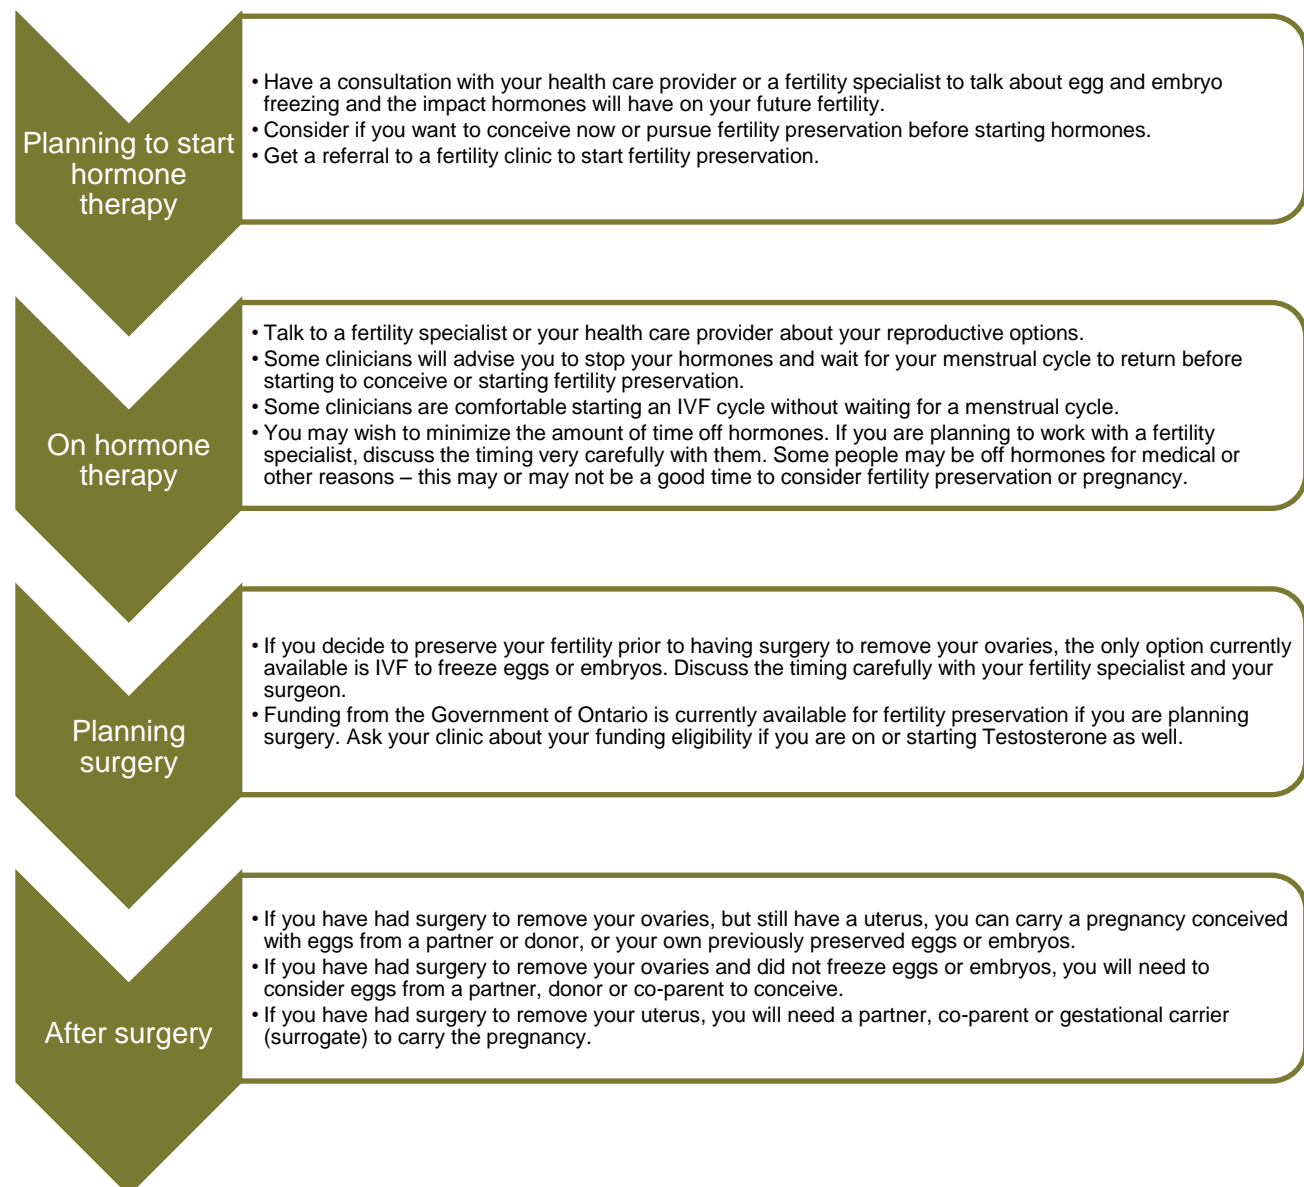 Planning to start
hormone
therapy
• Have a consultation with your health care provider or a fertility specialist to talk about egg and embryo
freezing and the impact hormones will have on your future fertility.
• Consider if you want to conceive now or pursue fertility preservation before starting hormones.
• Get a referral to a fertility clinic to start fertility preservation.
On hormone
therapy
• Talk to a fertility specialist or your health care provider about your reproductive options.
• Some clinicians will advise you to stop your hormones and wait for your menstrual cycle to return before
starting to conceive or starting fertility preservation.
• Some clinicians are comfortable starting an IVF cycle without waiting for a menstrual cycle.
• You may wish to minimize the amount of time off hormones. If you are planning to work with a fertility
specialist, discuss the timing very carefully with them. Some people may be off hormones for medical or
other reasons – this may or may not be a good time to consider fertility preservation or pregnancy.
Planning
surgery
• If you decide to preserve your fertility prior to having surgery to remove your ovaries, the only option currently
available is IVF to freeze eggs or embryos. Discuss the timing carefully with your fertility specialist and your
surgeon.
• Funding from the Government of Ontario is currently available for fertility preservation if you are planning
surgery. Ask your clinic about your funding eligibility if you are on or starting Testosterone as well.
After surgery
• If you have had surgery to remove your ovaries, but still have a uterus, you can carry a pregnancy conceived
with eggs from a partner or donor, or your own previously preserved eggs or embryos.
• If you have had surgery to remove your ovaries and did not freeze eggs or embryos, you will need to
consider eggs from a partner, donor or co-parent to conceive.
• If you have had surgery to remove your uterus, you will need a partner, co-parent or gestational carrier
(surrogate) to carry the pregnancy.